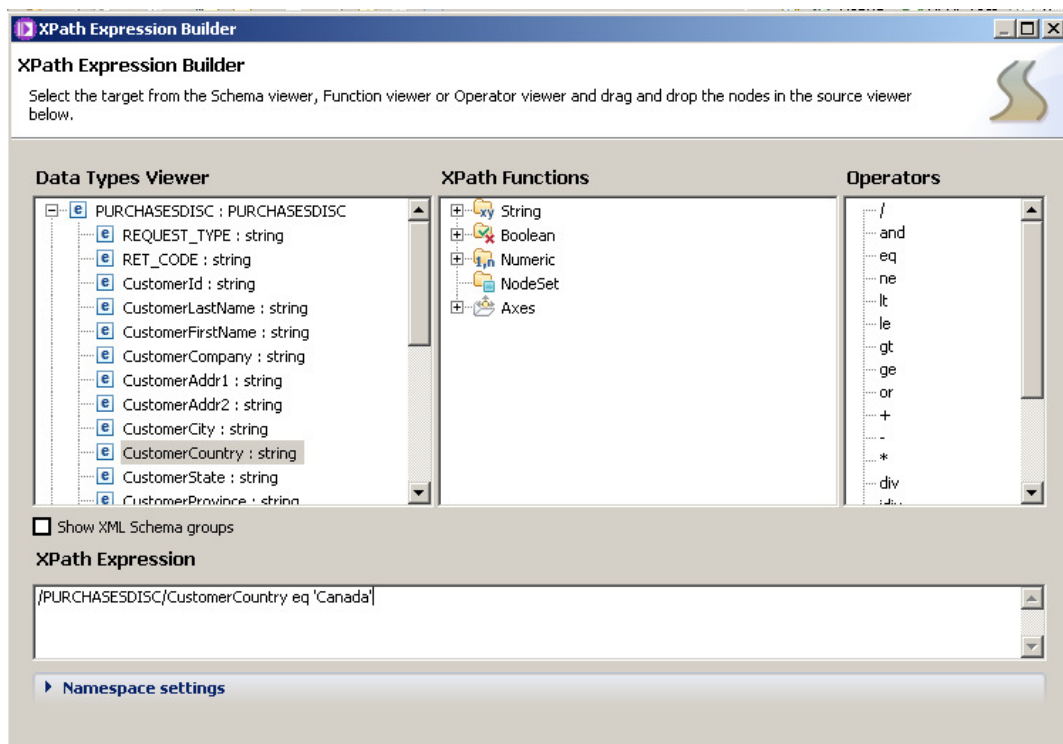 XPath Expression Builder
XPath Expression Builder
Select the target from the Schema viewer, Function viewer or Operator viewer and drag and drop the nodes in the source viewer
below.
Data Types Viewer
PURCHASESDISC : PURCHASESDISC
REQUEST_TYPE : string
RET_CODE : string
CustomerId : string
CustomerLastName : string
CustomerFirstName : string
CustomerCompany : string
CustomerAddr1 : string
CustomerAddr2 : string
CustomerCity : string
CustomerCountry : string
CustomerState : string
CustomerProvince : string
XPath Functions
String
Boolean
Numeric
NodeSet
Axes
Operators
/
and
eq
ne
lt
le
gt
ge
or
+
-
*
div
Show XML Schema groups
XPath Expression
/PURCHASESDISC/CustomerCountry eq 'Canada'
Namespace settings